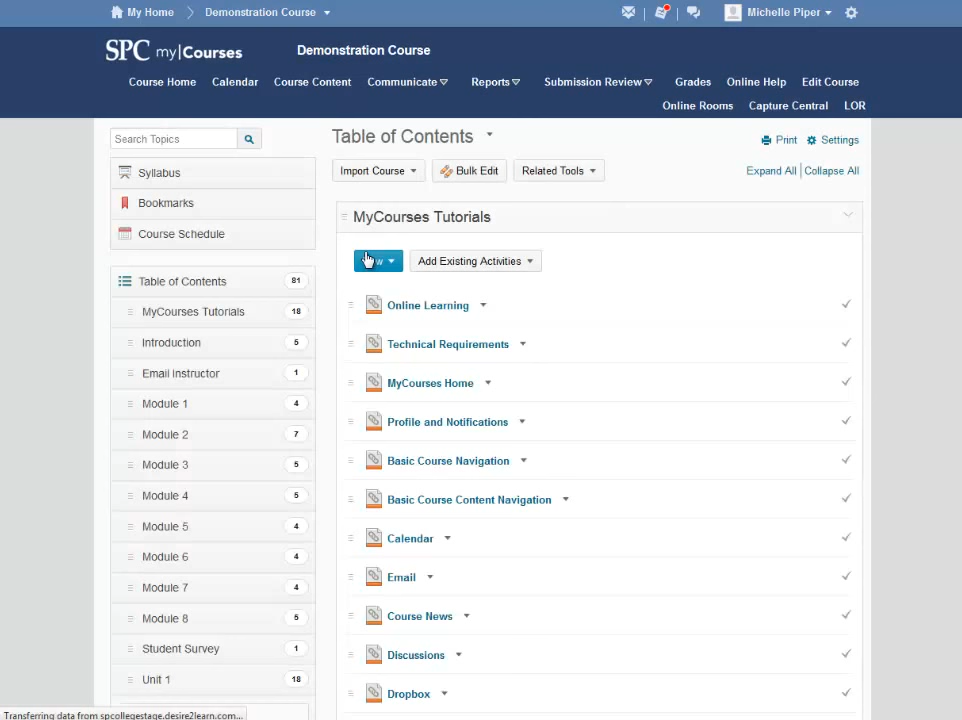 My Home Demonstration Course Michelle Piper
SPC my|Courses Demonstration Course
Course Home Calendar Course Content Communicate Reports Submission Review Grades Online Help Edit Course
Online Rooms Capture Central LOR
Search Topics
Table of Contents
Print Settings
Syllabus
Import Course Bulk Edit Related Tools
Expand All Collapse All
Bookmarks
MyCourses Tutorials
Course Schedule
Add Existing Activities
Table of Contents 81
MyCourses Tutorials 18
Introduction 5
Email Instructor 1
Module 1 4
Module 2 7
Module 3 5
Module 4 5
Module 5 4
Module 6 4
Module 7 4
Module 8 5
Student Survey 1
Unit 1 18
Online Learning
Technical Requirements
MyCourses Home
Profile and Notifications
Basic Course Navigation
Basic Course Content Navigation
Calendar
Email
Course News
Discussions
Dropbox
Transferring data from spcollegestage.desire2learn.com...